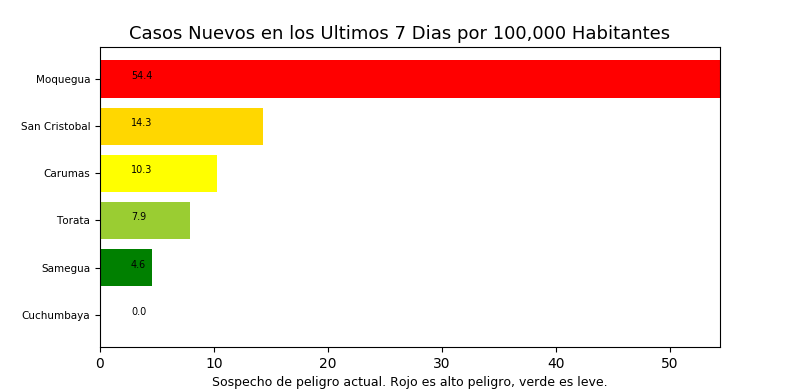 Casos Nuevos en los Ultimos 7 Dias por 100,000 Habitantes
Moquegua 54.4
San Cristobal 14.3
Carumas 10.3
Torata 7.9
Samegua 4.6
Cuchumbaya 0.0
0 10 20 30 40 50
Sospecho de peligro actual. Rojo es alto peligro, verde es leve.